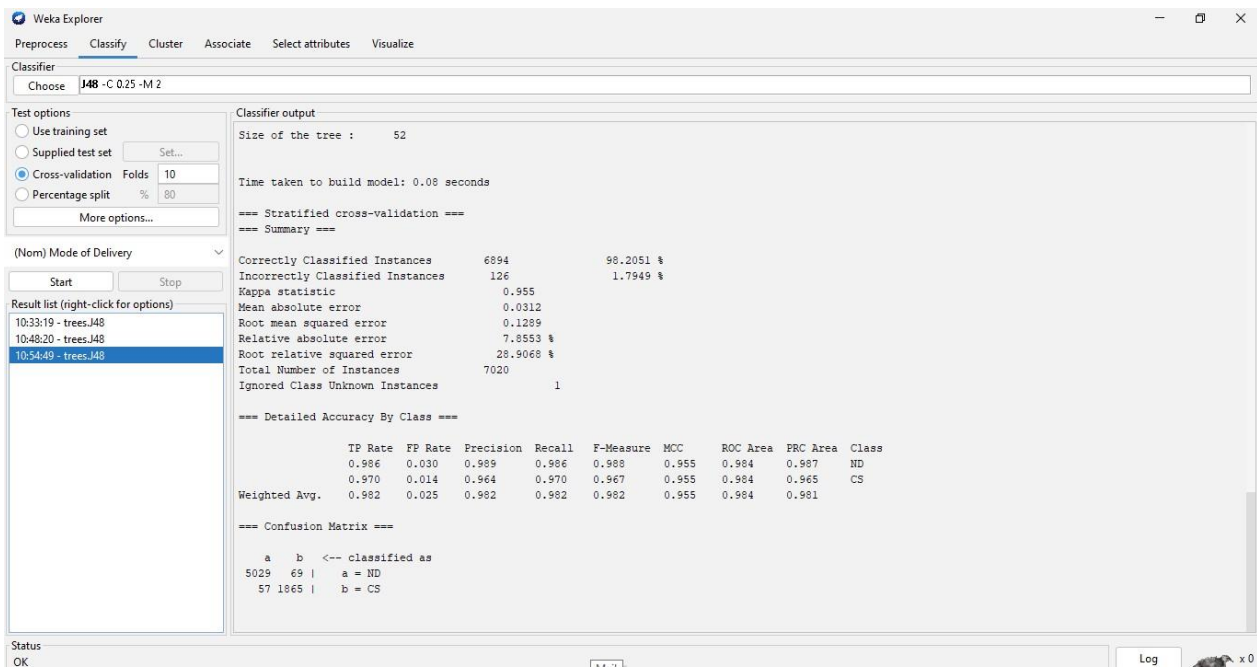 Weka Explorer
Preprocess Classify Cluster Associate Select attributes Visualize
Classifier
Choose J48 -C 0.25 -M 2
Test options
Use training set
Supplied test set Set...
Cross-validation Folds 10
Percentage split % 80
More options...
(Nom) Mode of Delivery
Start Stop
Result list (right-click for options)
10:33:19 - trees.J48
10:48:20 - trees.J48
10:54:49 - trees.J48
Classifier output
Size of the tree : 52
Time taken to build model: 0.08 seconds
=== Stratified cross-validation ===
=== Summary ===
Correctly Classified Instances 6894 98.2051 %
Incorrectly Classified Instances 126 1.7949 %
Kappa statistic 0.955
Mean absolute error 0.0312
Root mean squared error 0.1289
Relative absolute error 7.8553 %
Root relative squared error 28.9068 %
Total Number of Instances 7020
Ignored Class Unknown Instances 1
=== Detailed Accuracy By Class ===
TP Rate FP Rate Precision Recall F-Measure MCC ROC Area PRC Area Class
0.986 0.030 0.989 0.986 0.988 0.955 0.984 0.987 ND
0.970 0.014 0.964 0.970 0.967 0.955 0.984 0.965 CS
Weighted Avg. 0.982 0.025 0.982 0.982 0.982 0.955 0.984 0.981
=== Confusion Matrix ===
a b <-- classified as
5029 69 | a = ND
57 1865 | b = CS
Status
OK
Log x 0